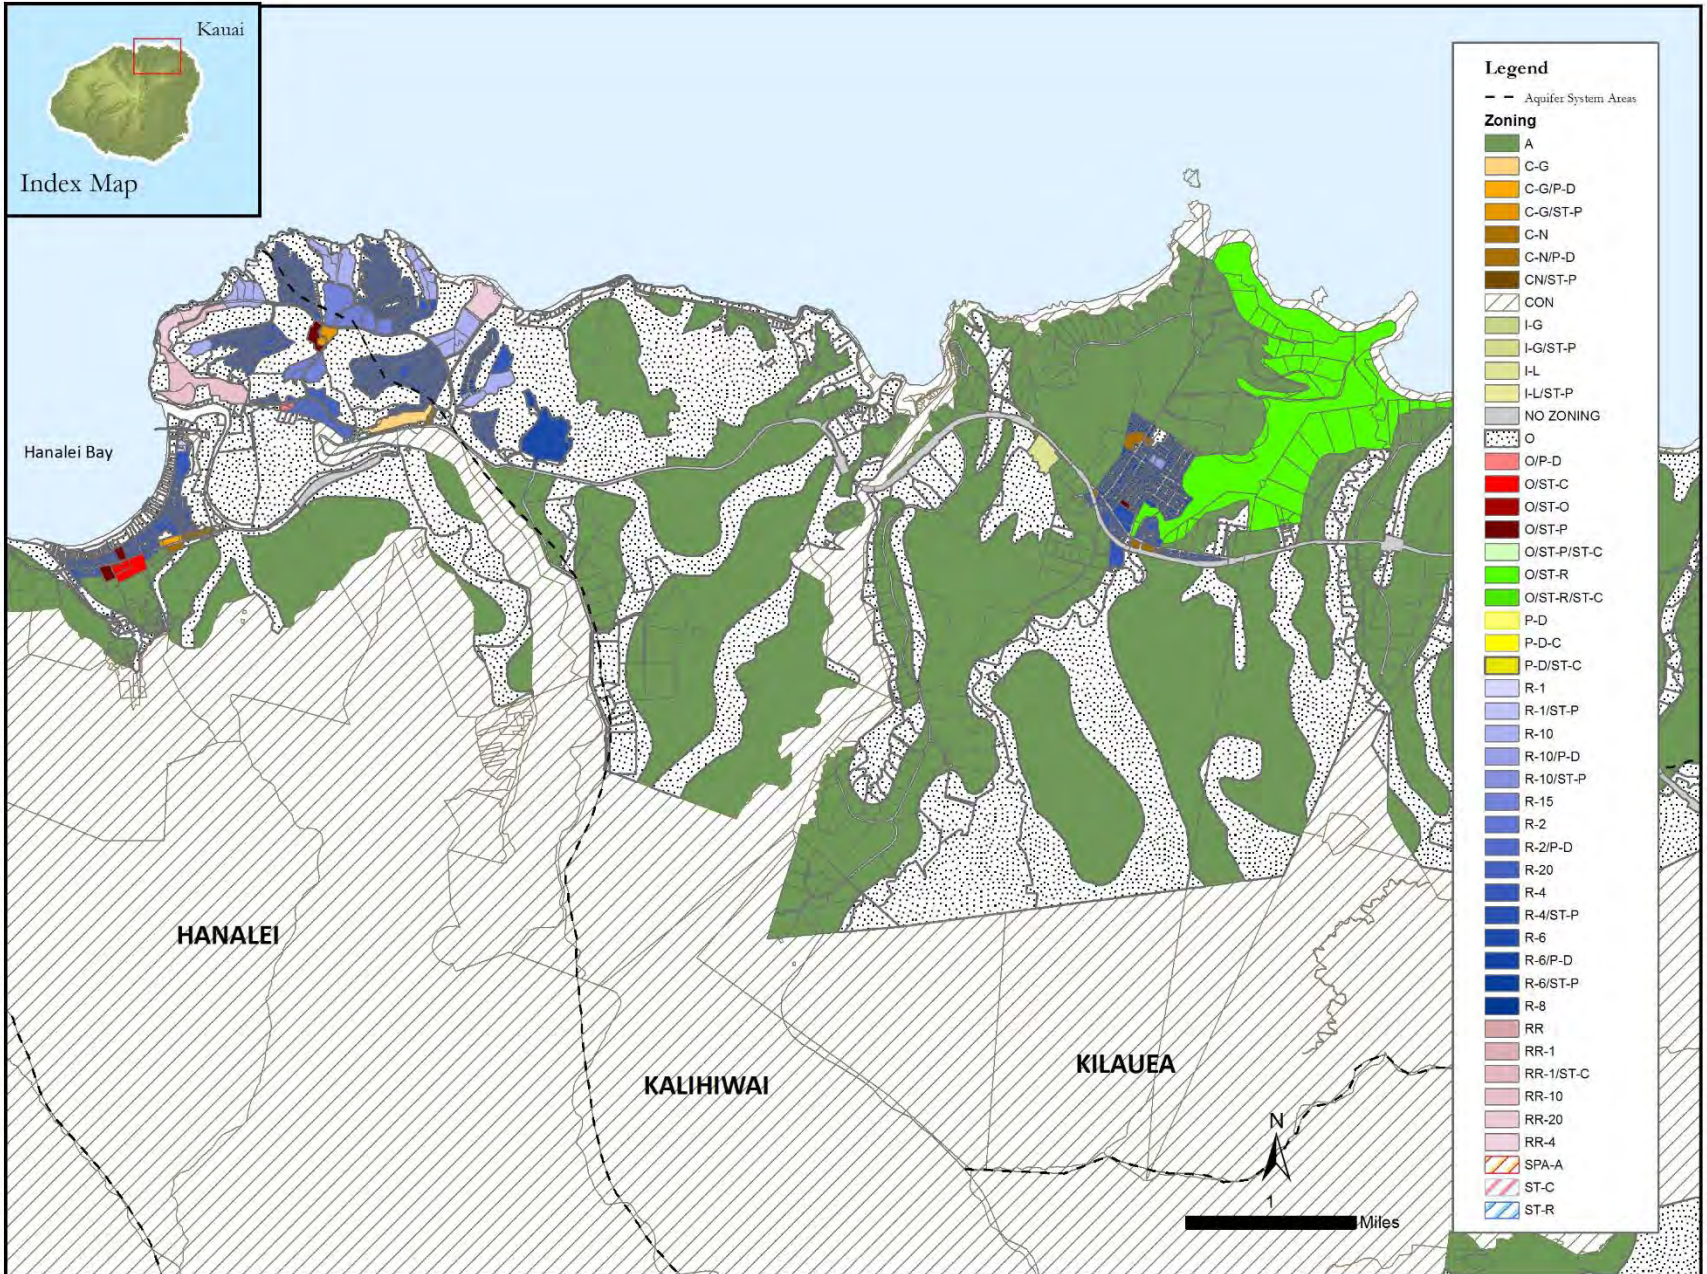 Kauai
Index Map
Hanalei Bay
HANALEI
KALIHIWAI
KILAUEA
N
1
Miles
Legend
Aquifer System Areas
Zoning
A
C-G
C-G/P-D
C-G/ST-P
C-N
C-N/P-D
CN/ST-P
CON
I-G
I-G/ST-P
I-L
I-L/ST-P
NO ZONING
O
O/P-D
O/ST-C
O/ST-O
O/ST-P
O/ST-P/ST-C
O/ST-R
O/ST-R/ST-C
P-D
P-D-C
P-D/ST-C
R-1
R-1/ST-P
R-10
R-10/P-D
R-10/ST-P
R-15
R-2
R-2/P-D
R-20
R-4
R-4/ST-P
R-6
R-6/P-D
R-6/ST-P
R-8
RR
RR-1
RR-1/ST-C
RR-10
RR-20
RR-4
SPA-A
ST-C
ST-R